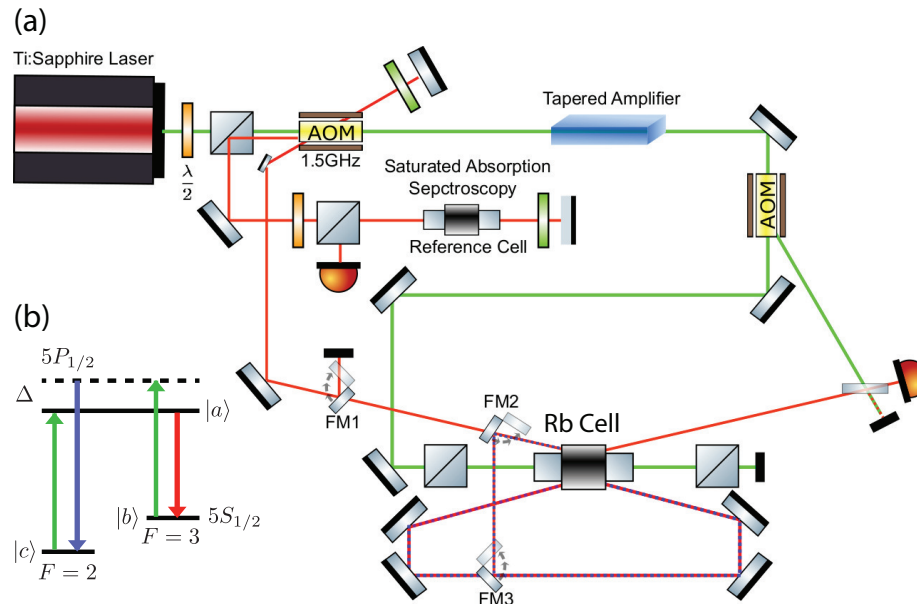 (a)
Ti:Sapphire Laser
λ
2
AOM
1.5GHz
Tapered Amplifier
AOM
Saturated Absorption
Sepctroscopy
Reference Cell
(b)
5P1/2
Δ
|a⟩
|b⟩
5S1/2
F = 3
|c⟩
F = 2
FM1
FM2
Rb Cell
FM3